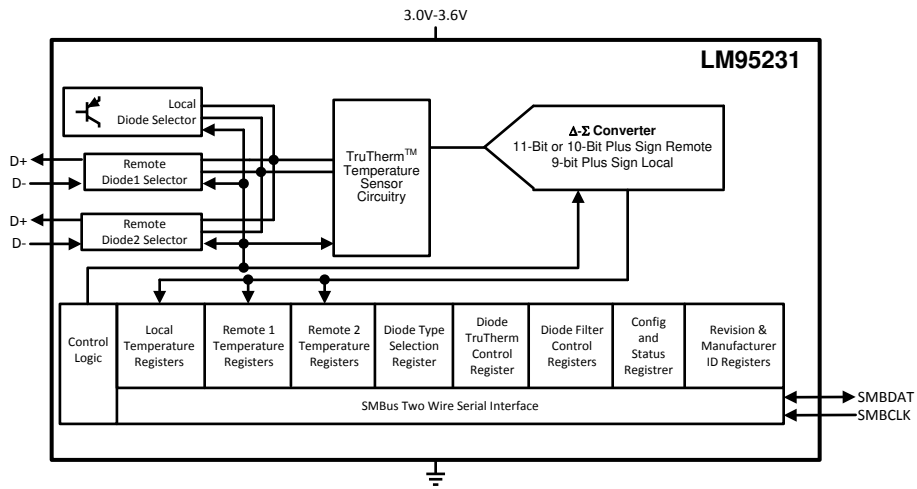 3.0V-3.6V
LM95231
Local
Diode Selector
D+
D-
Remote
Diode1 Selector
D+
D-
Remote
Diode2 Selector
TruTherm™
Temperature
Sensor
Circuitry
Δ-Σ Converter
11-Bit or 10-Bit Plus Sign Remote
9-bit Plus Sign Local
Control
Logic
Local
Temperature
Registers
Remote 1
Temperature
Registers
Remote 2
Temperature
Registers
Diode Type
Selection
Register
Diode
TruTherm
Control
Register
Diode Filter
Control
Registers
Config
and
Status
Registrer
Revision &
Manufacturer
ID Registers
SMBus Two Wire Serial Interface
SMBDAT
SMBCLK